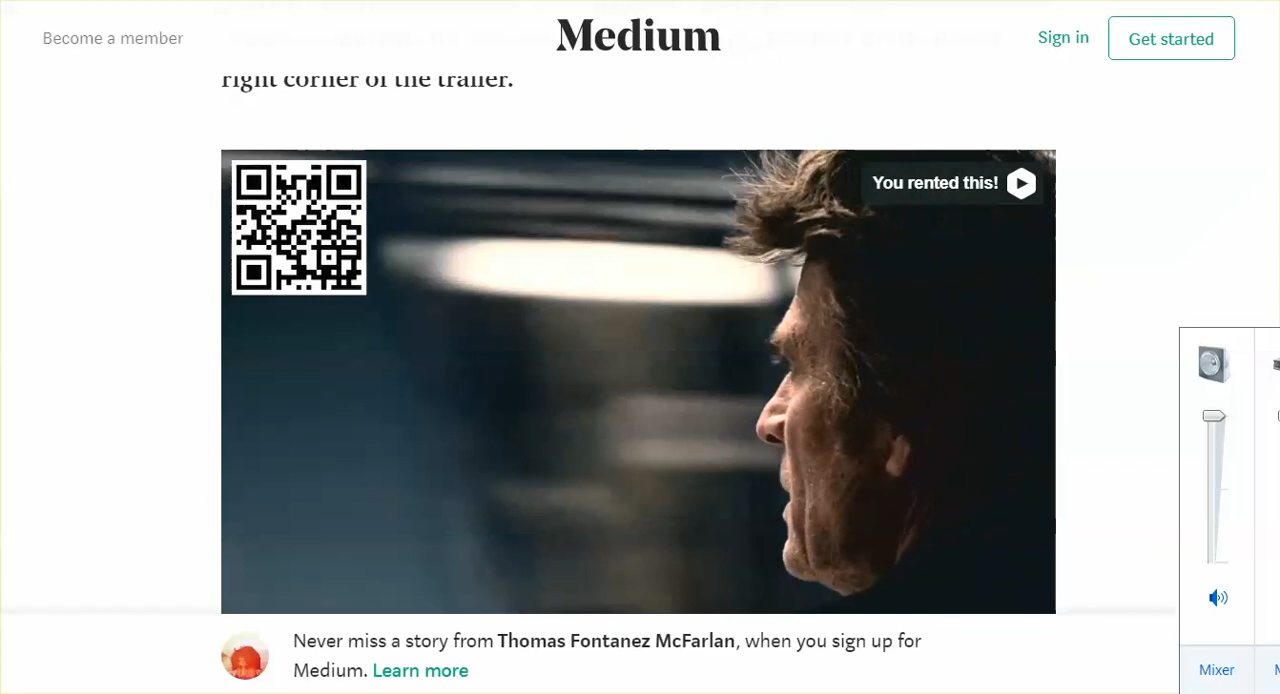 Become a member
Medium
Sign in
Get started
right corner of the trailer.
You rented this!
Never miss a story from Thomas Fontanez McFarlan, when you sign up for
Medium. Learn more
Mixer